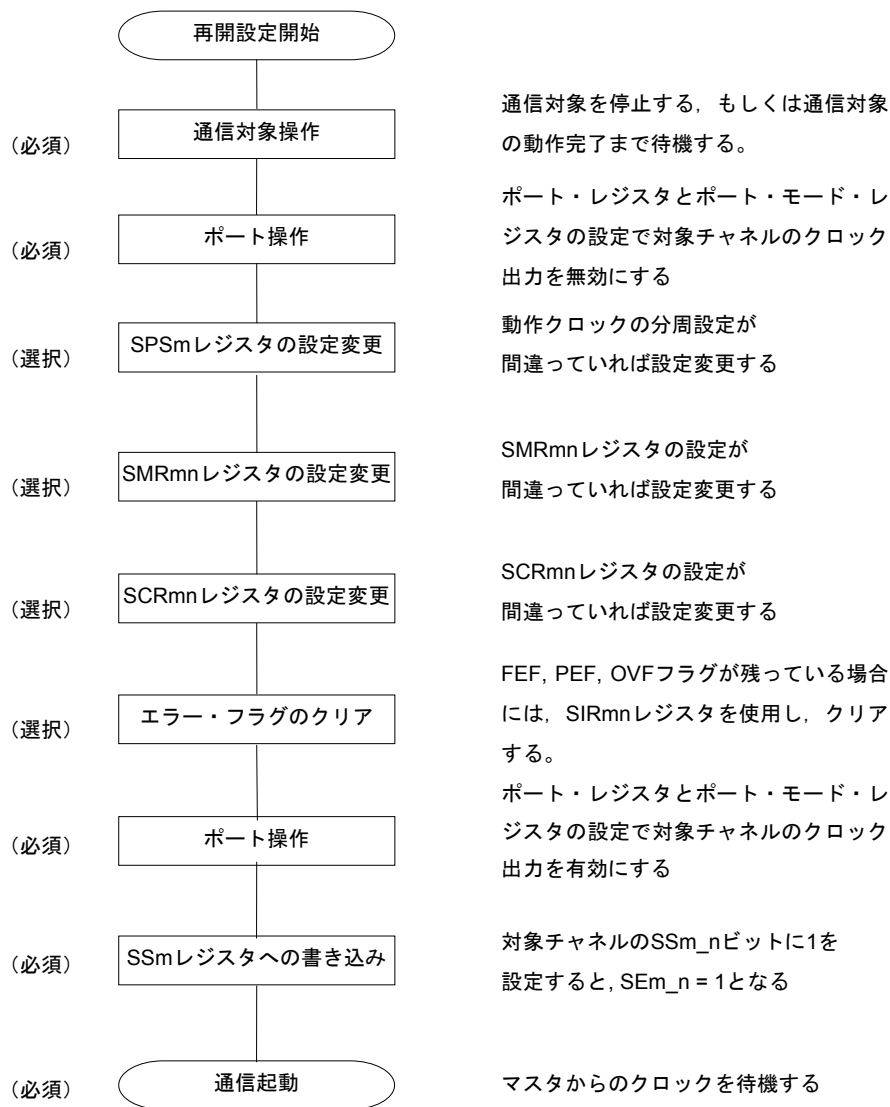 再開設定開始
(必須)
通信対象操作
通信対象を停止する，もしくは通信対象
の動作完了まで待機する。
(必須)
ポート操作
ポート・レジスタとポート・モード・レ
ジスタの設定で対象チャネルのクロック
出力を無効にする
(選択)
SPSmレジスタの設定変更
動作クロックの分周設定が
間違っていれば設定変更する
(選択)
SMRmnレジスタの設定変更
SMRmnレジスタの設定が
間違っていれば設定変更する
(選択)
SCRmnレジスタの設定変更
SCRmnレジスタの設定が
間違っていれば設定変更する
(選択)
エラー・フラグのクリア
FEF, PEF, OVFフラグが残っている場合
には，SIRmnレジスタを使用し，クリア
する。
(必須)
ポート操作
ポート・レジスタとポート・モード・レ
ジスタの設定で対象チャネルのクロック
出力を有効にする
(必須)
SSmレジスタへの書き込み
対象チャネルのSSm_nビットに1を
設定すると, SEm_n = 1となる
(必須)
通信起動
マスタからのクロックを待機する